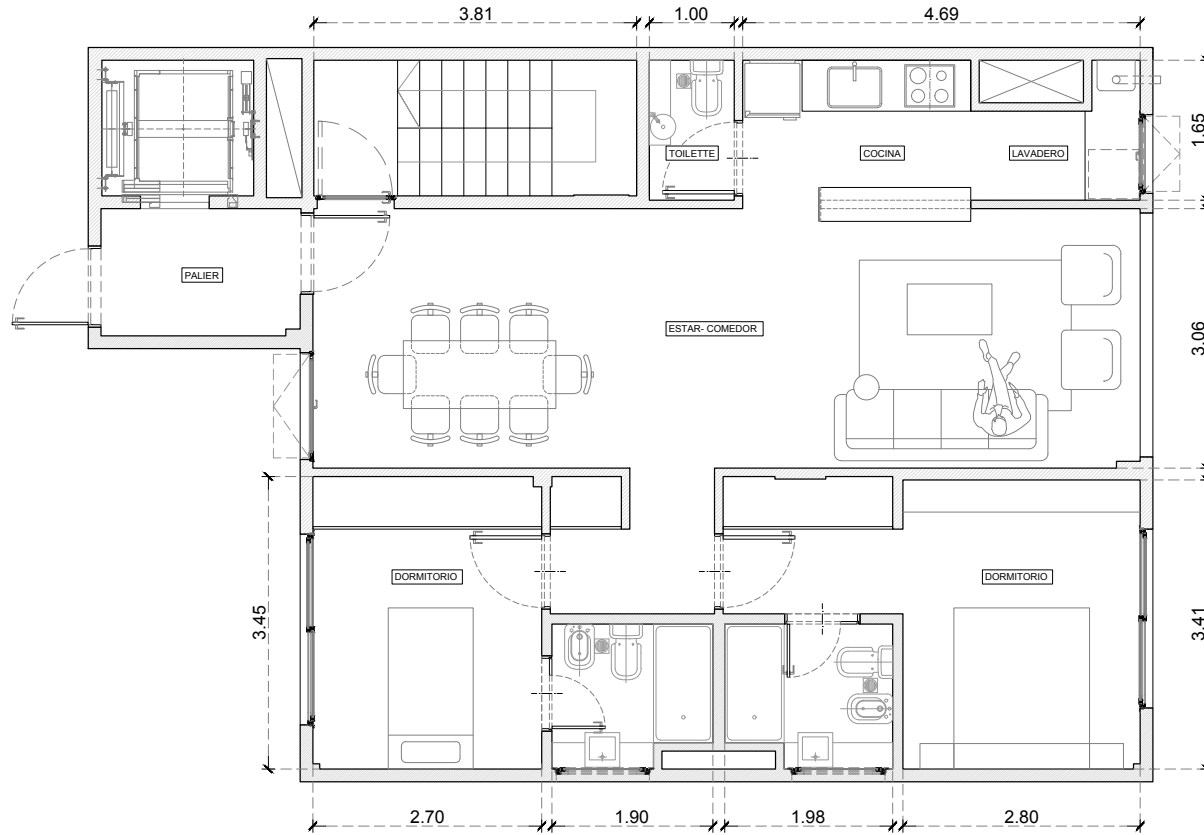 3.81
1.00
4.69
TOILETTE
COCINA
LAVADERO
1.65
PALIER
ESTAR- COMEDOR
3.06
DORMITORIO
DORMITORIO
3.45
3.41
2.70
1.90
1.98
2.80